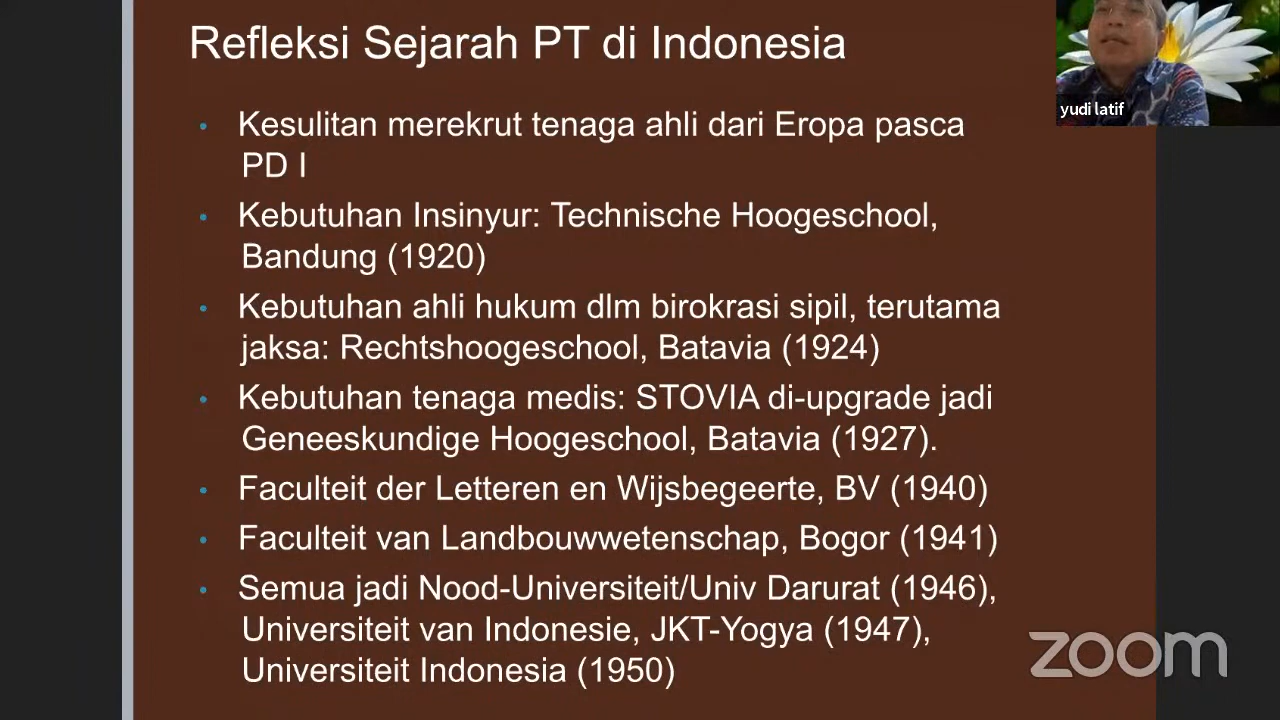 Refleksi Sejarah PT di Indonesia
yudi latif
• Kesulitan merekrut tenaga ahli dari Eropa pasca
PD I
• Kebutuhan Insinyur: Technische Hoogeschool,
Bandung (1920)
• Kebutuhan ahli hukum dlm birokrasi sipil, terutama
jaksa: Rechtshoogeschool, Batavia (1924)
• Kebutuhan tenaga medis: STOVIA di-upgrade jadi
Geneeskundige Hoogeschool, Batavia (1927).
• Faculteit der Letteren en Wijsbegeerte, BV (1940)
• Faculteit van Landbouwwetenschap, Bogor (1941)
• Semua jadi Nood-Universiteit/Univ Darurat (1946),
Universiteit van Indonesie, JKT-Yogya (1947),
Universiteit Indonesia (1950)
zoom